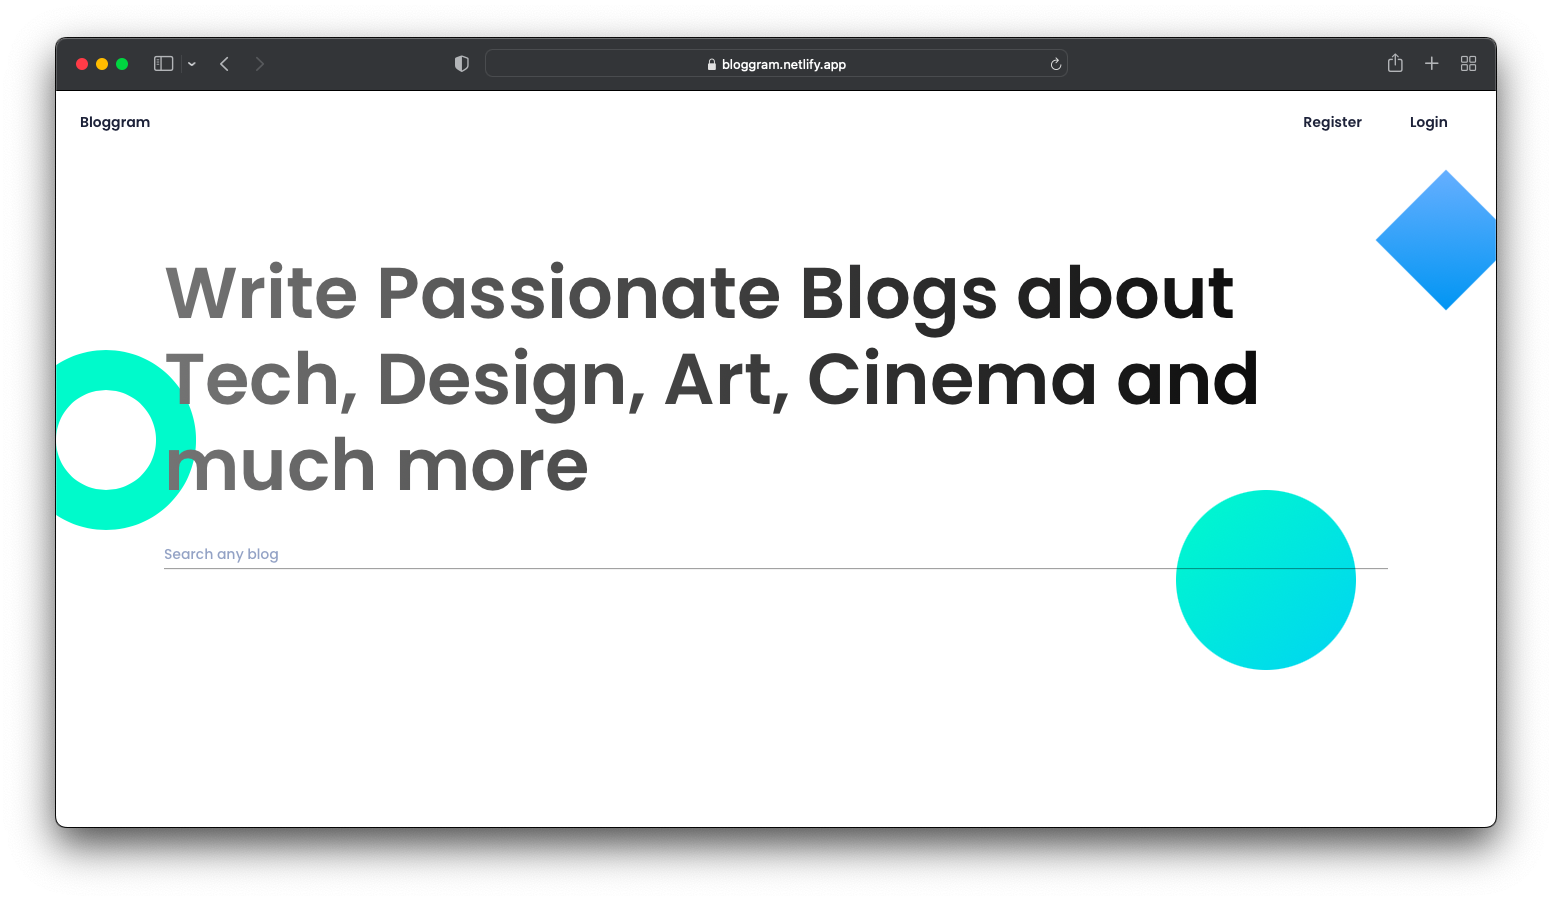 bloggram.netlify.app
Bloggram Register Login
Write Passionate Blogs about
Tech, Design, Art, Cinema and
much more
Search any blog